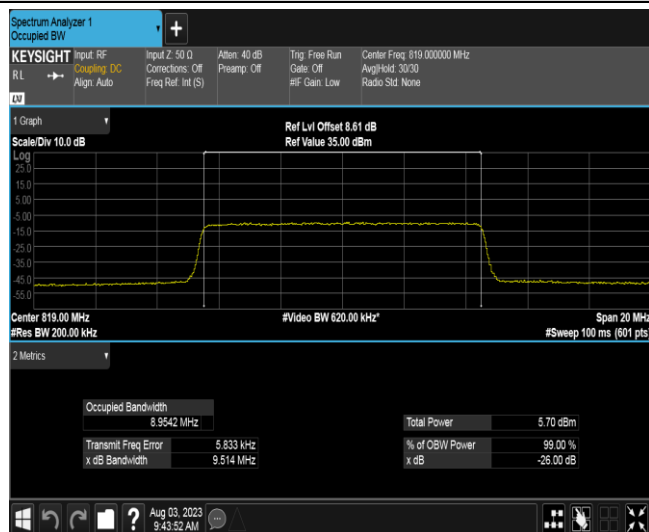 Spectrum Analyzer 1
Occupied BW
+
KEYSIGHT
RL
LXI
Input: RF
Coupling: DC
Align: Auto
Input Z: 50 Ω
Corrections: Off
Freq Ref: Int (S)
Atten: 40 dB
Preamp: Off
Trig: Free Run
Gate: Off
#IF Gain: Low
Center Freq: 819.000000 MHz
Avg|Hold: 30/30
Radio Std: None
1 Graph
Scale/Div 10.0 dB
Ref Lvl Offset 8.61 dB
Ref Value 35.00 dBm
Log
25.0
15.0
5.00
-5.00
-15.0
-25.0
-35.0
-45.0
-55.0
Center 819.00 MHz
#Res BW 200.00 kHz
#Video BW 620.00 kHz*
Span 20 MHz
#Sweep 100 ms (601 pts)
2 Metrics
Occupied Bandwidth
8.9542 MHz
Transmit Freq Error 5.833 kHz
x dB Bandwidth 9.514 MHz
Total Power 5.70 dBm
% of OBW Power 99.00 %
x dB -26.00 dB
?
Aug 03, 2023
9:43:52 AM